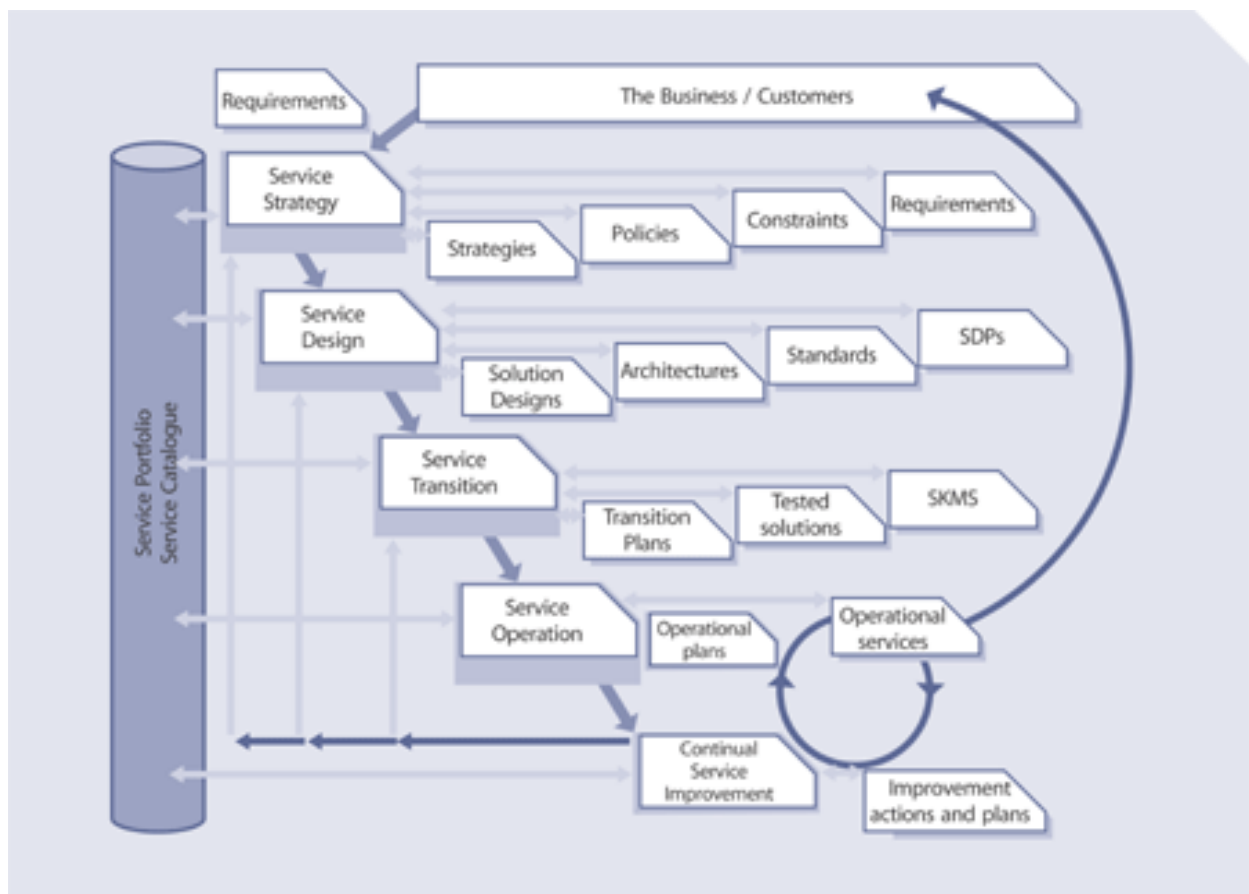 Requirements
The Business / Customers
Service
Strategy
Requirements
Constraints
Policies
Strategies
Service
Design
SDPs
Standards
Architectures
Solution
Designs
Service Portfolio
Service Catalogue
Service
Transition
SKMS
Tested
solutions
Transition
Plans
Service
Operation
Operational
plans
Operational
services
Continual
Service
Improvement
Improvement
actions and plans